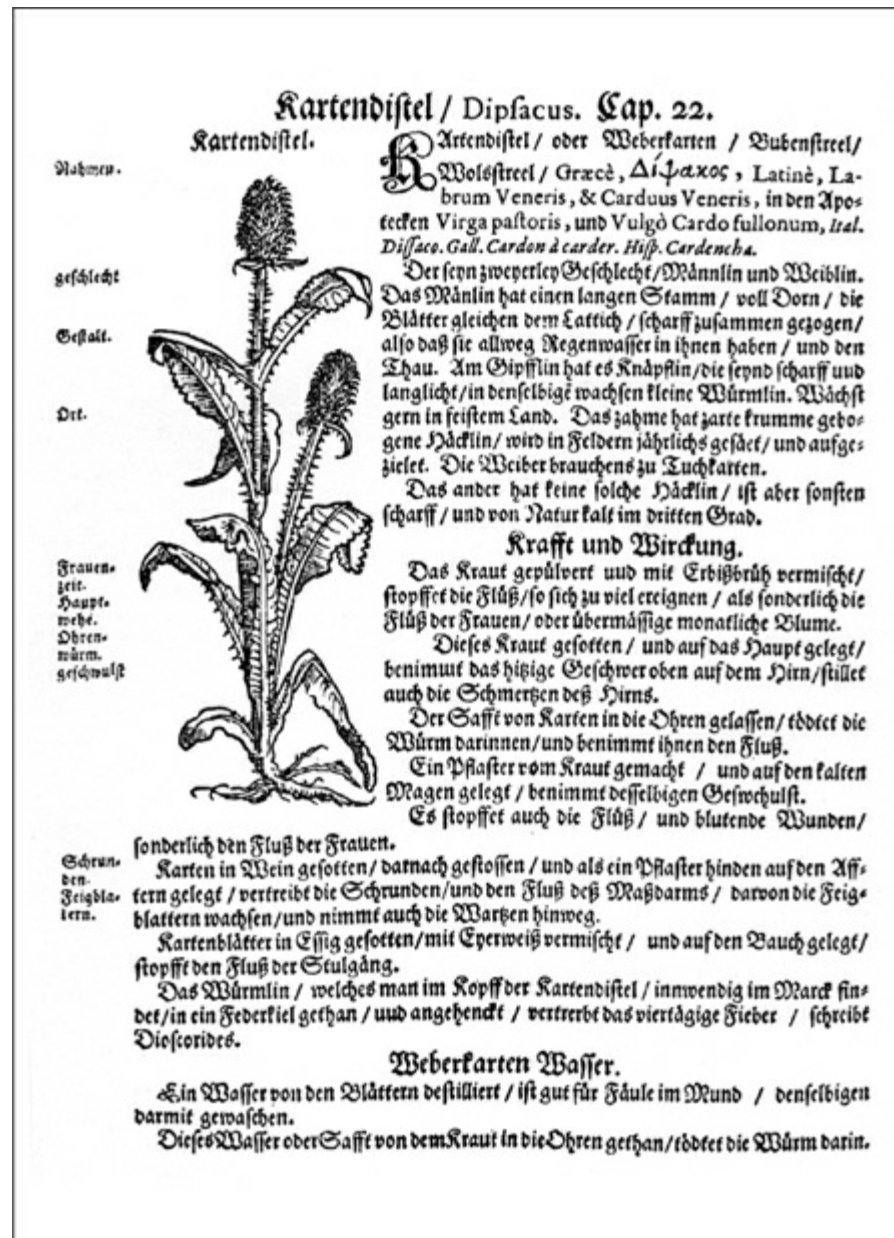 Kartendistel / Dipsacus. Cap. 22.
Kartendistel.
Nahmen.
geschlecht
Gestalt.
Ort.
Frauen-
zeit.
Haupt-
wehe.
Ohren-
würm.
geschwulst
KArtendistel / oder Weberkarten / Bubenstreel /
Wolsstreel / Græcè, Δίψακος, Latinè, La-
brum Veneris, & Carduus Veneris, in den Apo-
tecken Virga pastoris, und Vulgò Cardo fullonum, Ital.
Dissaco. Gall. Cardon à carder. Hisp. Cardencha.
Der seyn zweyerley Geschlecht / Männlin und Weiblin.
Das Mänlin hat einen langen Stamm / voll Dorn / die
Blätter gleichen dem Lattich / scharff zusammen gezogen /
also daß sie allweg Regenwasser in ihnen haben / und den
Thau. Am Gipfflin hat es Knäpflin / die seynd scharff uud
langlicht / in denselbigē wachsen kleine Würmlin. Wächst
gern in feistem Land. Das zahme hat zarte krumme gebo-
gene Häcklin / wird in Feldern jährlichs gesäet / und aufge-
zielet. Die Weiber brauchens zu Tuchkarten.
Das ander hat keine solche Häcklin / ist aber sonsten
scharff / und von Natur kalt im dritten Grad.
Krafft und Wirckung.
Das Kraut gepülvert uud mit Erbißbrüh vermischt /
stopffet die Flüß / so sich zu viel ereignen / als sonderlich die
Flüß der Frauen / oder übermässige monatliche Blume.
Dieses Kraut gesotten / und auf das Haupt gelegt /
benimmt das hitzige Geschwer oben auf dem Hirn / stillet
auch die Schmertzen deß Hirns.
Der Safft von Karten in die Ohren gelassen / tödtet die
Würm darinnen / und benimmt ihnen den Fluß.
Ein Pflaster vom Kraut gemacht / und auf den kalten
Magen gelegt / benimmt desselbigen Geswchulst.
Es stopffet auch die Flüß / und blutende Wunden /
sonderlich den Fluß der Frauen.
Schrun-
den.
Feigbla-
tern.
Karten in Wein gesotten / darnach gestossen / und als ein Pflaster hinden auf den Aff-
tern gelegt / vertreibt die Schrunden / und den Fluß deß Maßdarms / darvon die Feig-
blattern wachsen / und nimmt auch die Wartzen hinweg.
Kartenblätter in Essig gesotten / mit Eyerweiß vermischt / und auf den Bauch gelegt /
stopfft den Fluß der Stulgäng.
Das Würmlin / welches man im Kopff der Kartendistel / innwendig im Marck fin-
det / in ein Federkiel gethan / uud angehenckt / vertrerbt das viertägige Fieber / schreibt
Dioscorides.
Weberkarten Wasser.
Ein Wasser von den Blättern destilliert / ist gut für Fäule im Mund / denselbigen
darmit gewaschen.
Dieses Wasser oder Safft von dem Kraut in die Ohren gethan / tödtet die Würm darin.